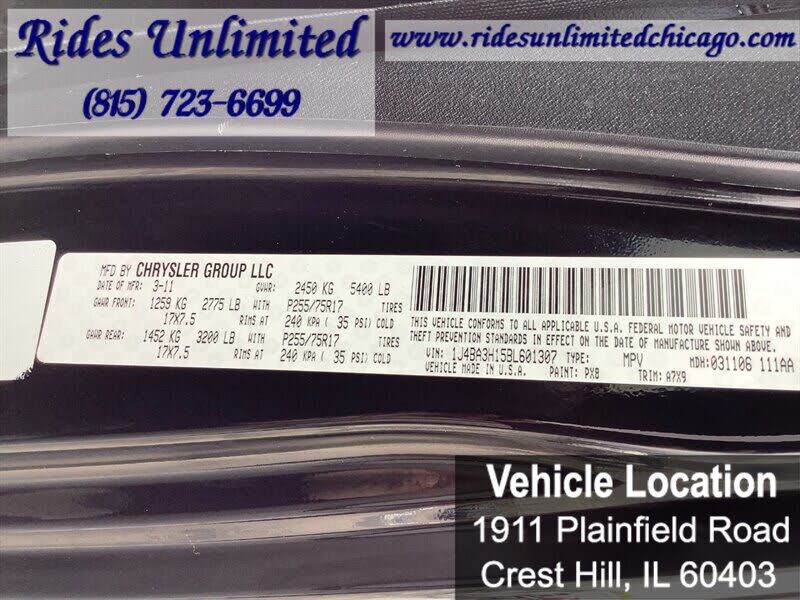 Rides Unlimited
(815) 723-6699
www.ridesunlimitedchicago.com
MFD BY CHRYSLER GROUP LLC
DATE OF MFR: 3-11 GVWR: 2450 KG 5400 LB
GAWR FRONT: 1259 KG 2775 LB WITH P255/75R17 TIRES
17X7.5 RIMS AT 240 KPA ( 35 PSI) COLD
GAWR REAR: 1452 KG 3200 LB WITH P255/75R17 TIRES
17X7.5 RIMS AT 240 KPA ( 35 PSI) COLD
THIS VEHICLE CONFORMS TO ALL APPLICABLE U.S.A. FEDERAL MOTOR VEHICLE SAFETY AND
THEFT PREVENTION STANDARDS IN EFFECT ON THE DATE OF MANUFACTURE SHOWN ABOVE.
VIN: 1J4BA3H15BL601307 TYPE: MPV MDH: 031106 111AA
VEHICLE MADE IN U.S.A. PAINT: PX8 TRIM: A7X9
Vehicle Location
1911 Plainfield Road
Crest Hill, IL 60403